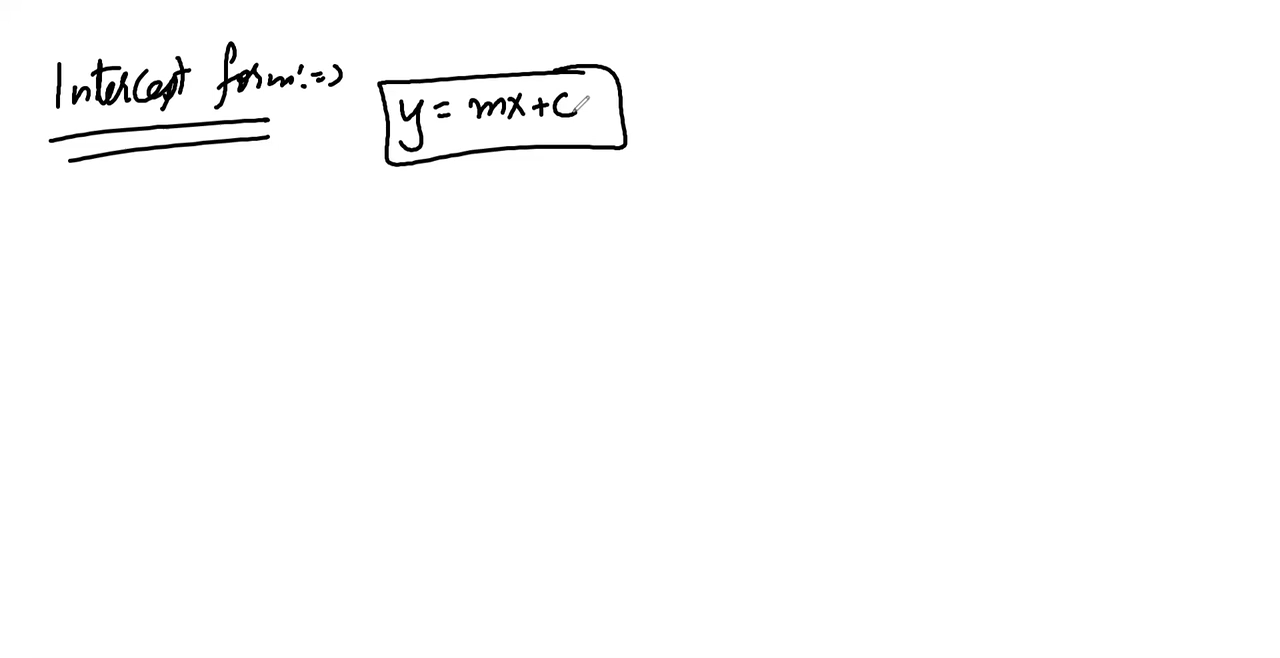 Intercept form:⇒ y = mx + c